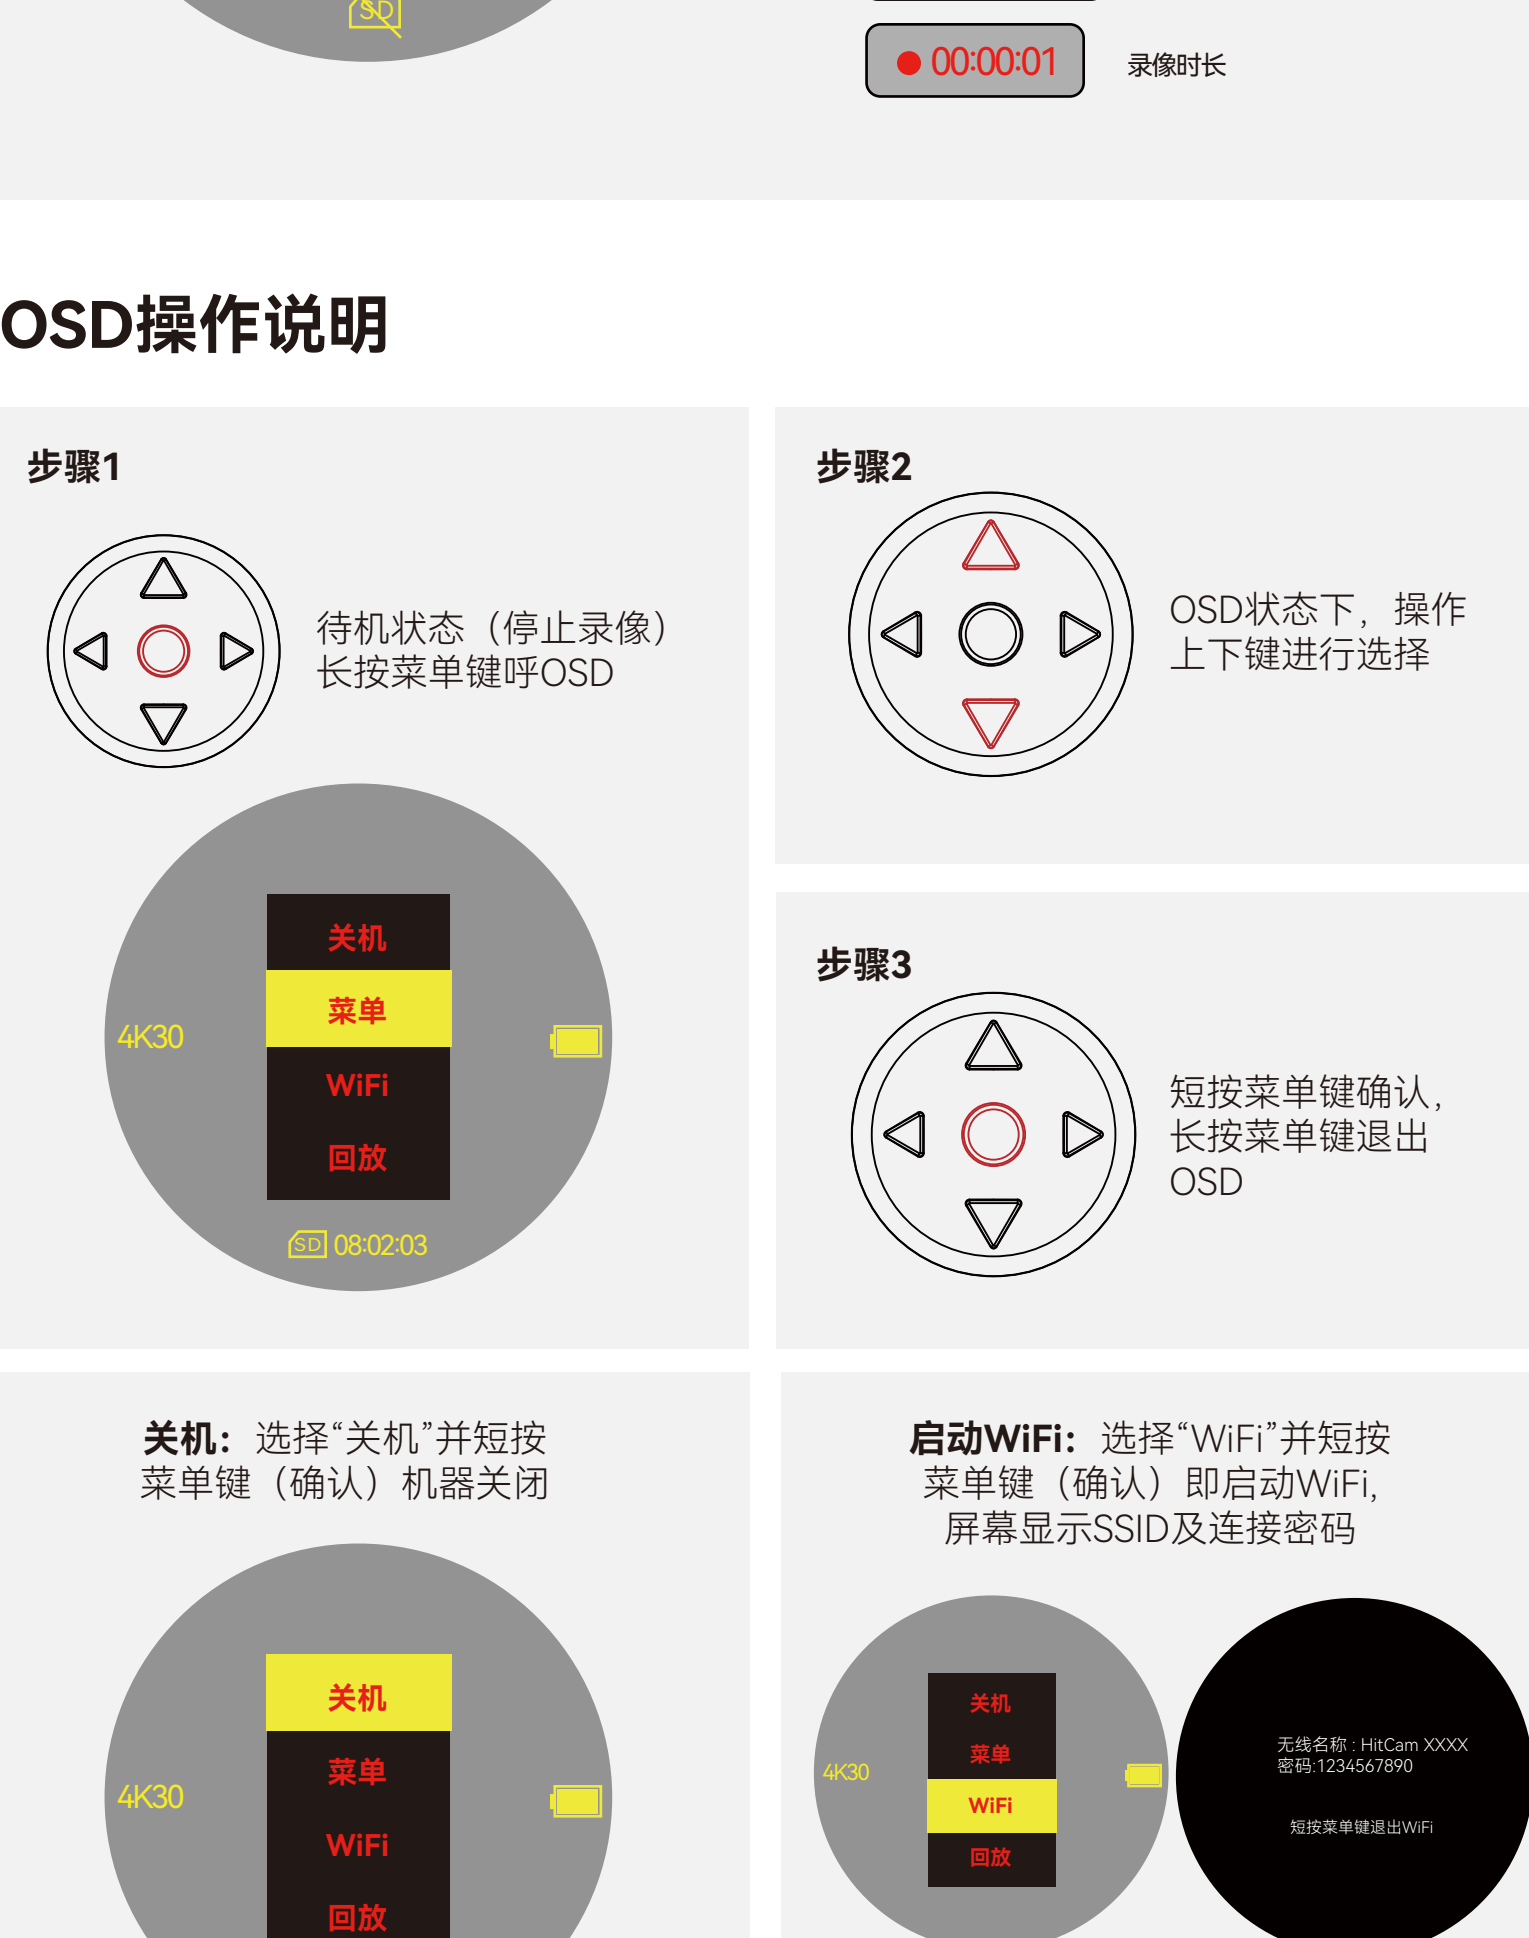 SD
00:00:01
录像时长
OSD操作说明
步骤1
待机状态（停止录像）
长按菜单键呼OSD
关机
菜单
WiFi
回放
4K30
SD 08:02:03
步骤2
OSD状态下，操作
上下键进行选择
步骤3
短按菜单键确认，
长按菜单键退出
OSD
关机：选择“关机”并短按
菜单键（确认）机器关闭
关机
菜单
WiFi
回放
4K30
启动WiFi：选择“WiFi”并短按
菜单键（确认）即启动WiFi,
屏幕显示SSID及连接密码
关机
菜单
WiFi
回放
4K30
无线名称 : HitCam XXXX
密码:1234567890
短按菜单键退出WiFi